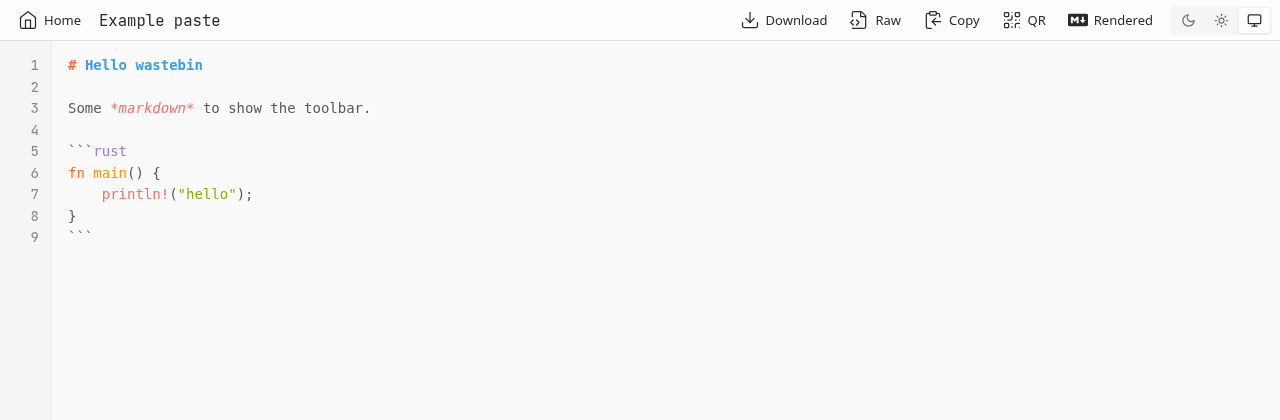 Home Example paste Download Raw Copy QR M↓ Rendered
1 # Hello wastebin
2
3 Some *markdown* to show the toolbar.
4
5 ```rust
6 fn main() {
7     println!("hello");
8 }
9 ```